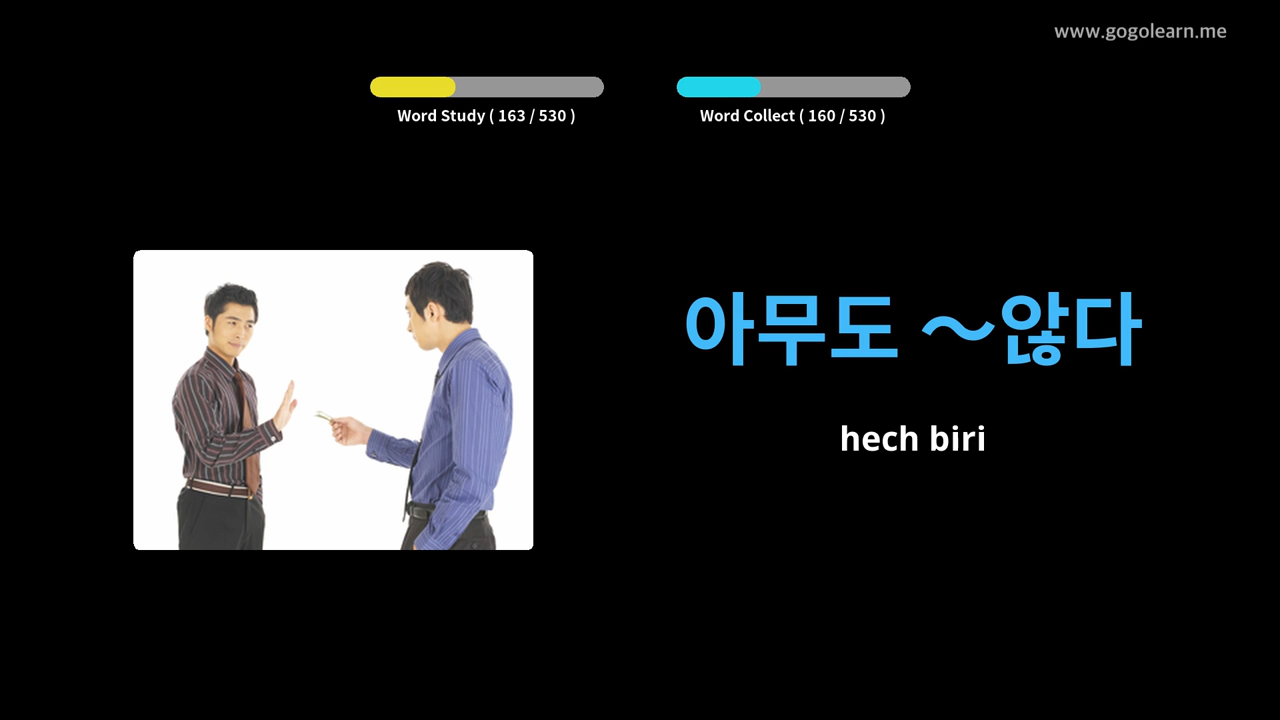 www.gogolearn.me
Word Study ( 163 / 530 )
Word Collect ( 160 / 530 )
아무도 ～않다
hech biri